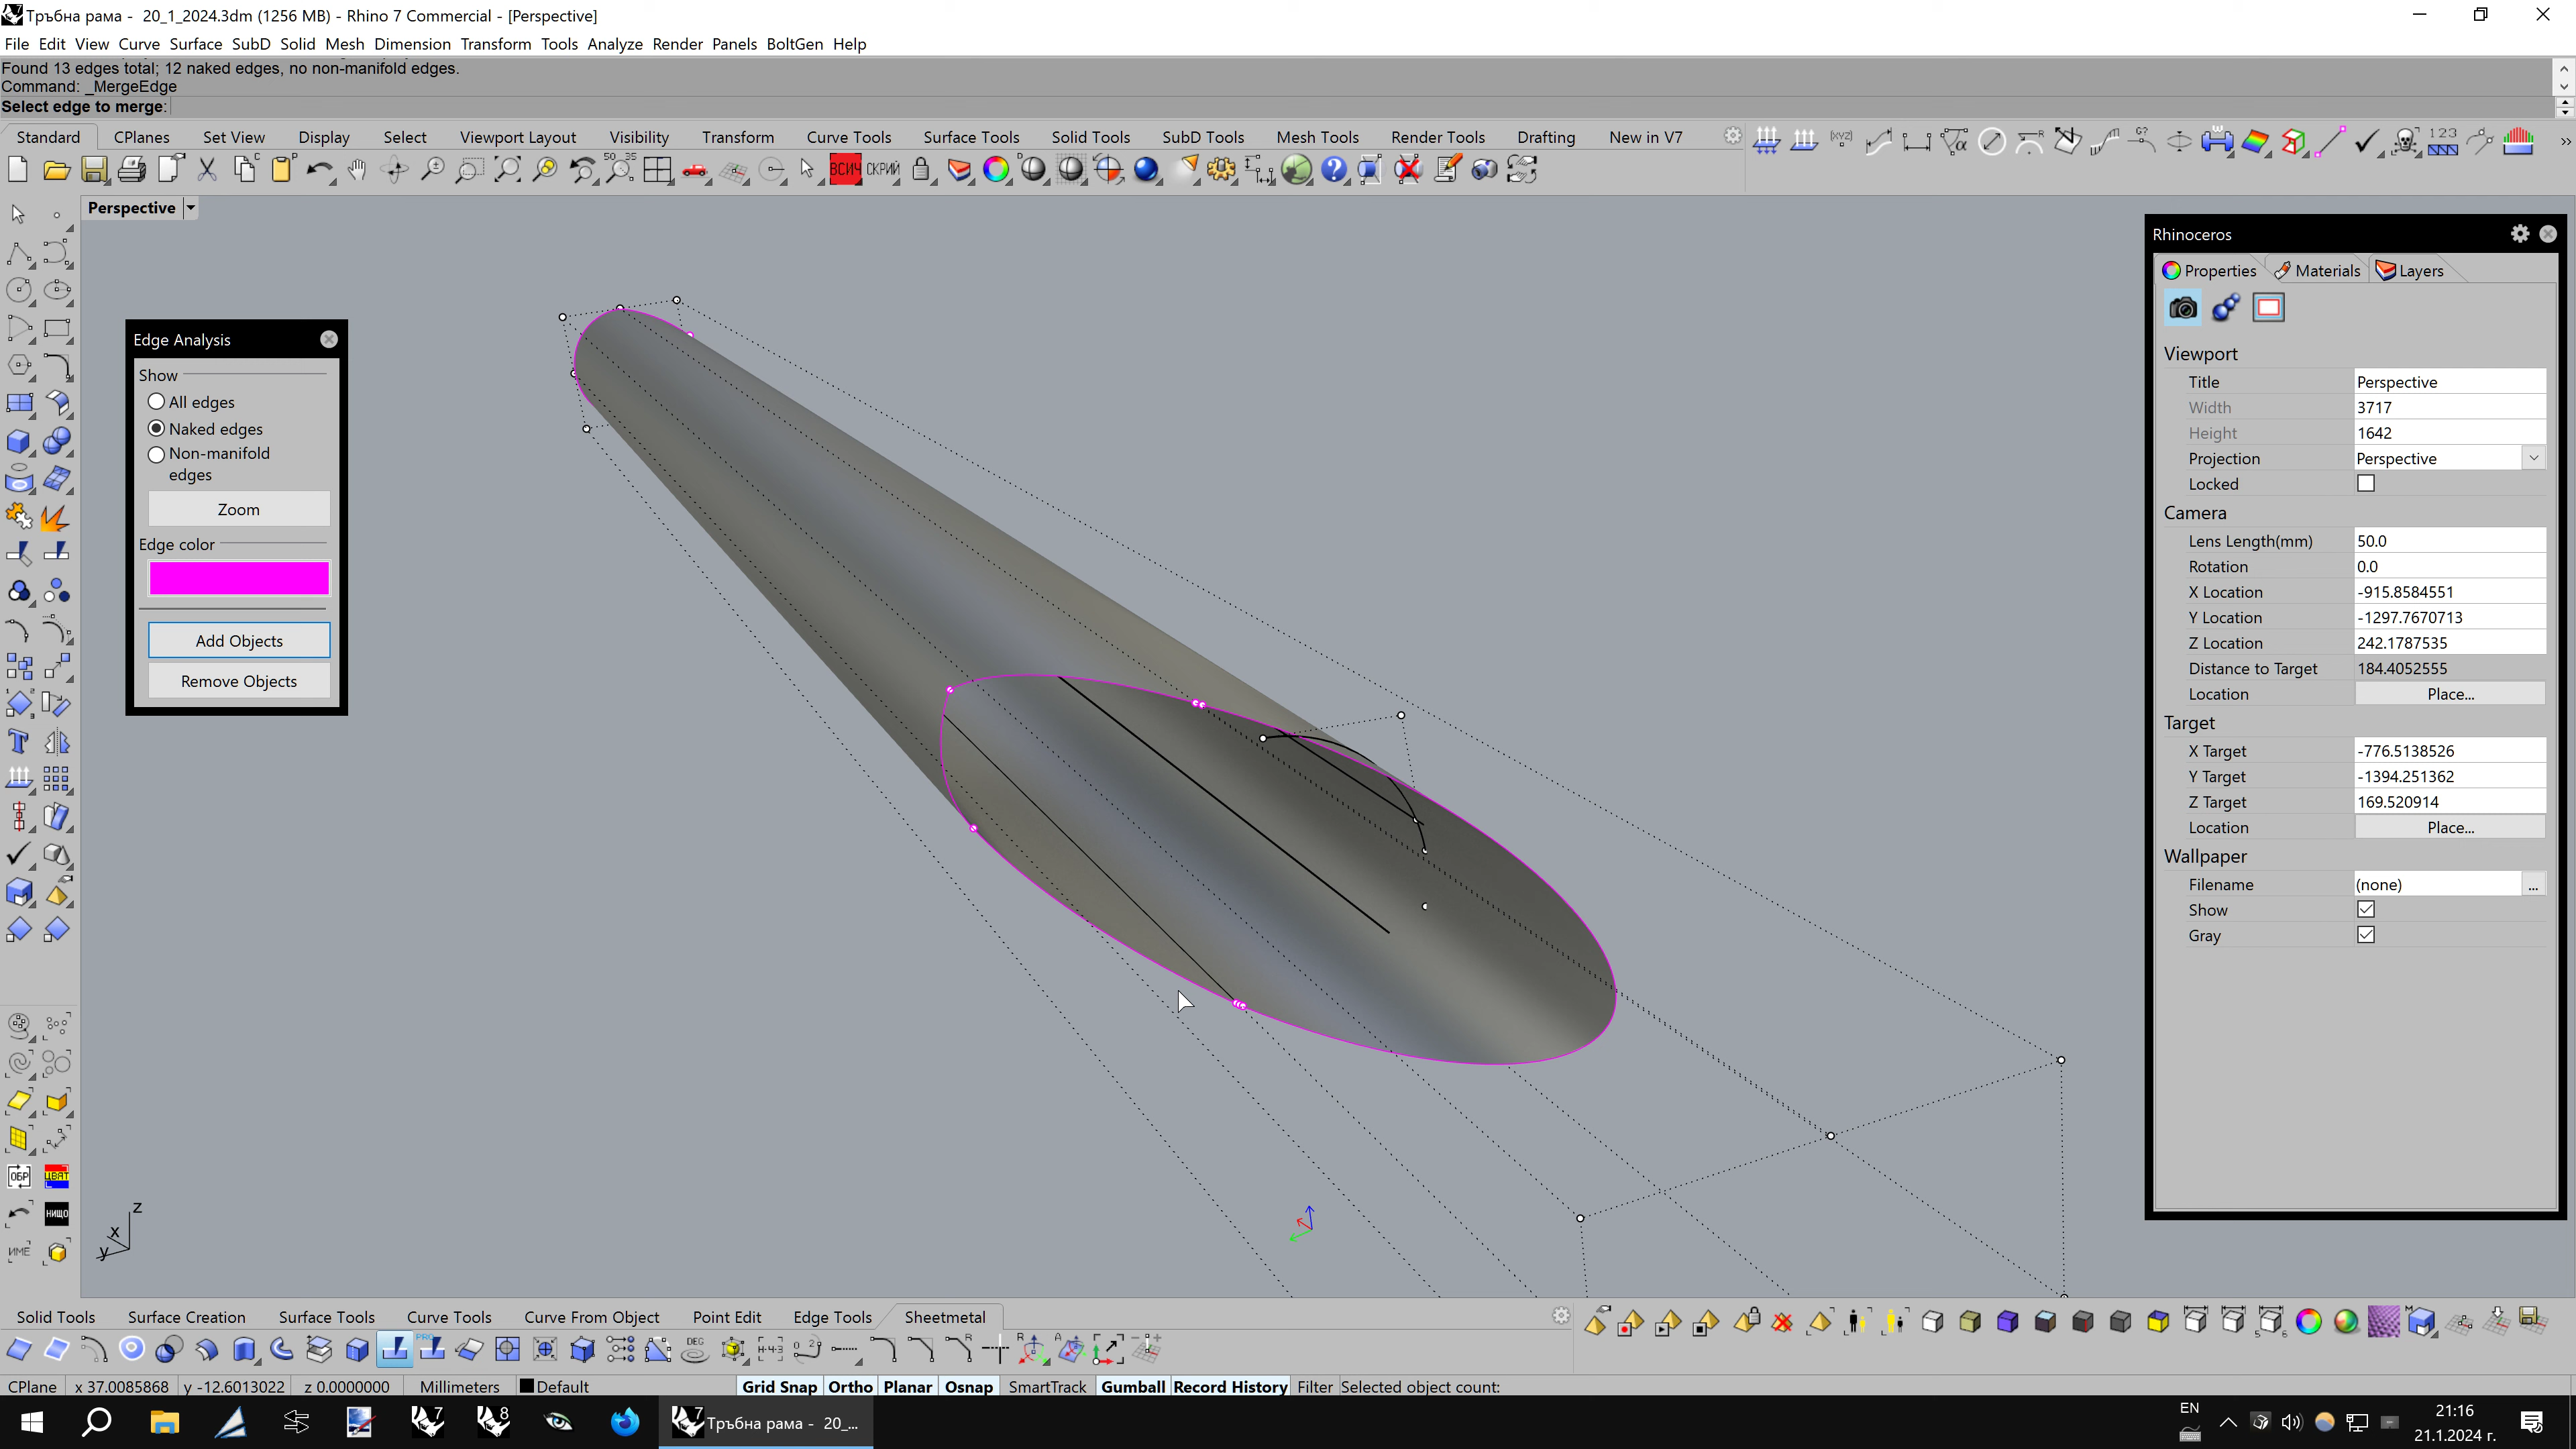 Тръбна рама - 20_1_2024.3dm (1256 MB) - Rhino 7 Commercial - [Perspective]
File Edit View Curve Surface SubD Solid Mesh Dimension Transform Tools Analyze Render Panels BoltGen Help
Found 13 edges total; 12 naked edges, no non-manifold edges.
Command: _MergeEdge
Select edge to merge:
Standard CPlanes Set View Display Select Viewport Layout Visibility Transform Curve Tools Surface Tools Solid Tools SubD Tools Mesh Tools Render Tools Drafting New in V7
ВСИЧ СКРИЙ
Perspective
Edge Analysis
Show
All edges
Naked edges
Non-manifold
edges
Zoom
Edge color
Add Objects
Remove Objects
Rhinoceros
Properties Materials Layers
Viewport
Title Perspective
Width 3717
Height 1642
Projection Perspective
Locked
Camera
Lens Length(mm) 50.0
Rotation 0.0
X Location -915.8584551
Y Location -1297.7670713
Z Location 242.1787535
Distance to Target 184.4052555
Location Place...
Target
X Target -776.5138526
Y Target -1394.251362
Z Target 169.520914
Location Place...
Wallpaper
Filename (none) ...
Show
Gray
ОБР ЦВЯТ
НИЩО
ИМЕ
z
x
y
Solid Tools Surface Creation Surface Tools Curve Tools Curve From Object Point Edit Edge Tools Sheetmetal
CPlane x 37.0085868 y -12.6013022 z 0.0000000 Millimeters Default Grid Snap Ortho Planar Osnap SmartTrack Gumball Record History Filter Selected object count:
7 8 7 Тръбна рама - 20_... EN 21:16
21.1.2024 г.